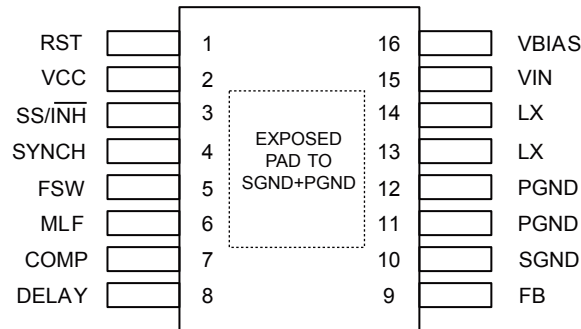 RST 1 16 VBIAS
VCC 2 15 VIN
SS/INH 3 14 LX
SYNCH 4 13 LX
FSW 5 12 PGND
MLF 6 11 PGND
COMP 7 10 SGND
DELAY 8 9 FB
EXPOSED
PAD TO
SGND+PGND